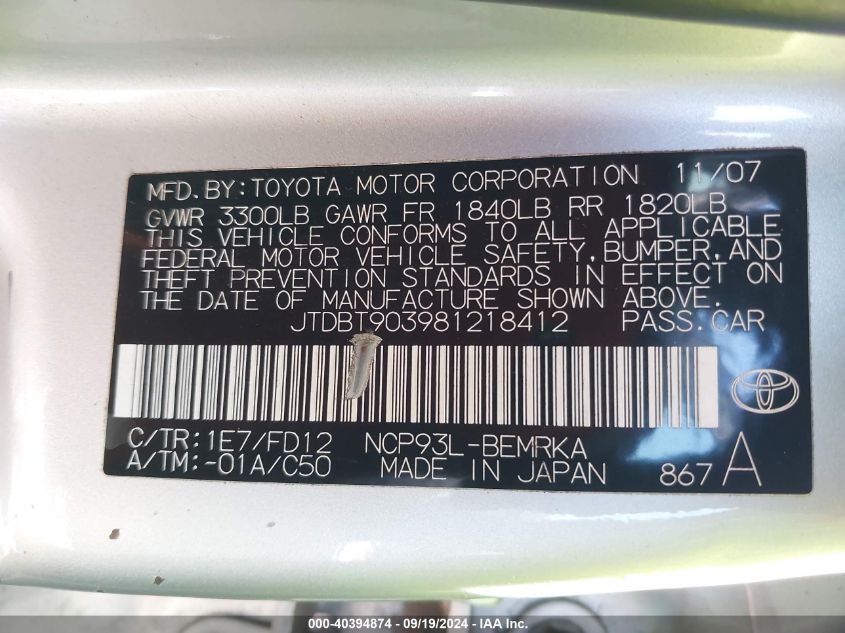 MFD. BY: TOYOTA MOTOR CORPORATION 11/07
GVWR 3300LB GAWR FR 1840LB RR 1820LB
THIS VEHICLE CONFORMS TO ALL APPLICABLE
FEDERAL MOTOR VEHICLE SAFETY, BUMPER, AND
THEFT PREVENTION STANDARDS IN EFFECT ON
THE DATE OF MANUFACTURE SHOWN ABOVE.
JTDBT903981218412 PASS. CAR
C/TR: 1E7/FD12 NCP93L-BEMRKA
A/TM: -01A/C50 MADE IN JAPAN 867 A
000-40394874 - 09/19/2024 - IAA Inc.